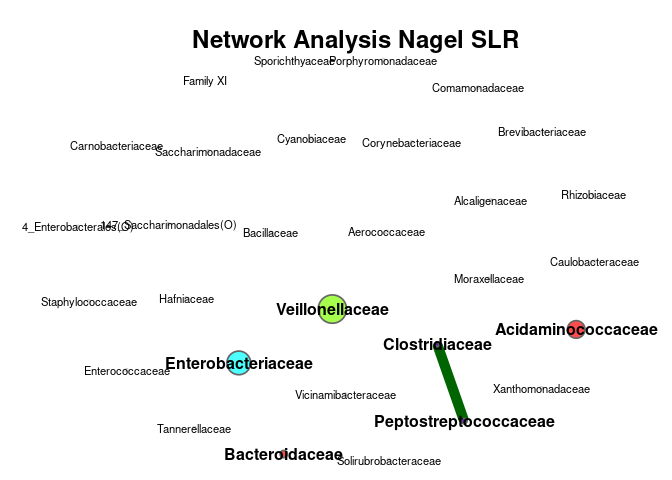 Network Analysis Nagel SLR
Sporichthyaceae
Porphyromonadaceae
Family XI
Comamonadaceae
Brevibacteriaceae
Cyanobiaceae
Corynebacteriaceae
Carnobacteriaceae
Saccharimonadaceae
Rhizobiaceae
Alcaligenaceae
4_Enterobacterales(O)
147_Saccharimonadales(O)
Bacillaceae
Aerococcaceae
Caulobacteraceae
Moraxellaceae
Staphylococcaceae
Hafniaceae
Veillonellaceae
Acidaminococcaceae
Clostridiaceae
Enterobacteriaceae
Enterococcaceae
Vicinamibacteraceae
Xanthomonadaceae
Peptostreptococcaceae
Tannerellaceae
Bacteroidaceae
Solirubrobacteraceae